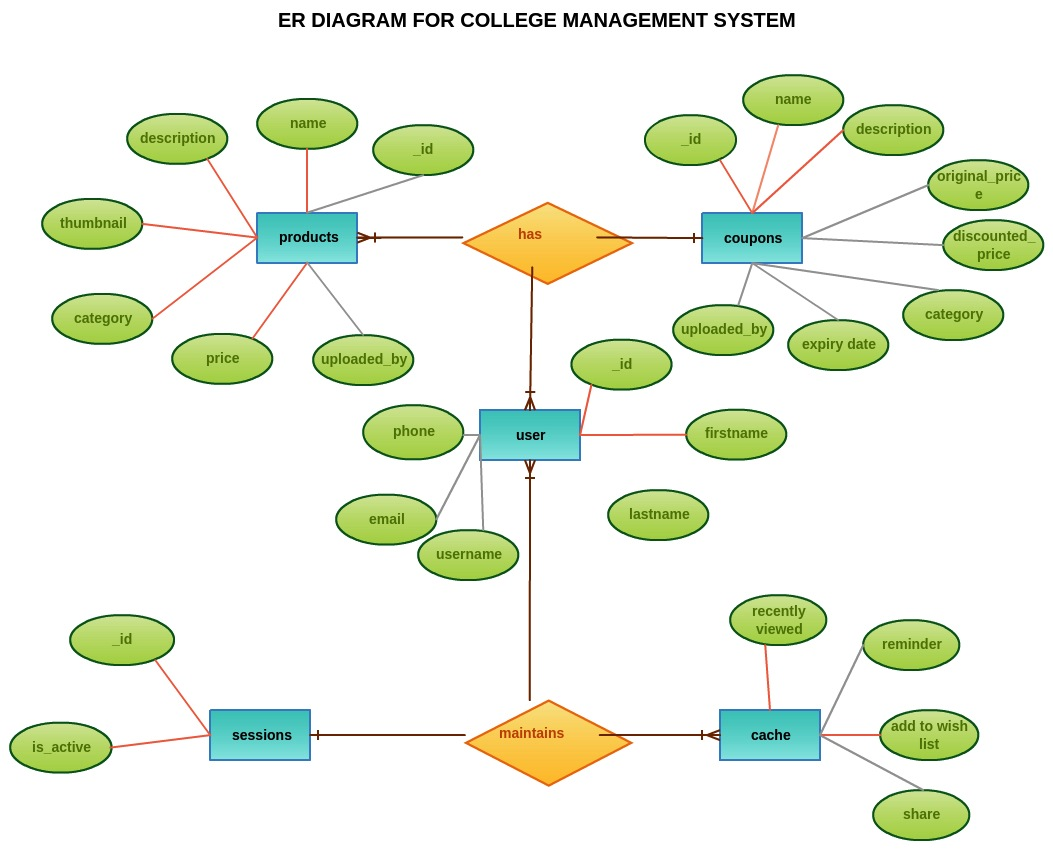 ER DIAGRAM FOR COLLEGE MANAGEMENT SYSTEM
description
name
_id
thumbnail
products
category
price
uploaded_by
has
_id
name
description
original_pric
e
discounted_
price
coupons
category
uploaded_by
expiry date
_id
phone
user
firstname
email
username
lastname
_id
is_active
sessions
maintains
recently
viewed
reminder
cache
add to wish
list
share